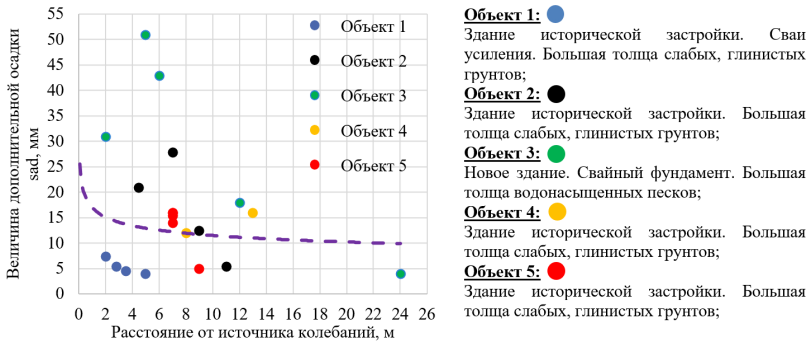 Величина дополнительной осадки
sad, мм
55
50
45
40
35
30
25
20
15
10
5
0
0 2 4 6 8 10 12 14 16 18 20 22 24 26
Расстояние от источника колебаний, м
Объект 1
Объект 2
Объект 3
Объект 4
Объект 5
Объект 1:
Здание исторической застройки. Сваи
усиления. Большая толща слабых, глинистых
грунтов;
Объект 2:
Здание исторической застройки. Большая
толща слабых, глинистых грунтов;
Объект 3:
Новое здание. Свайный фундамент. Большая
толща водонасыщенных песков;
Объект 4:
Здание исторической застройки. Большая
толща слабых, глинистых грунтов;
Объект 5:
Здание исторической застройки. Большая
толща слабых, глинистых грунтов;